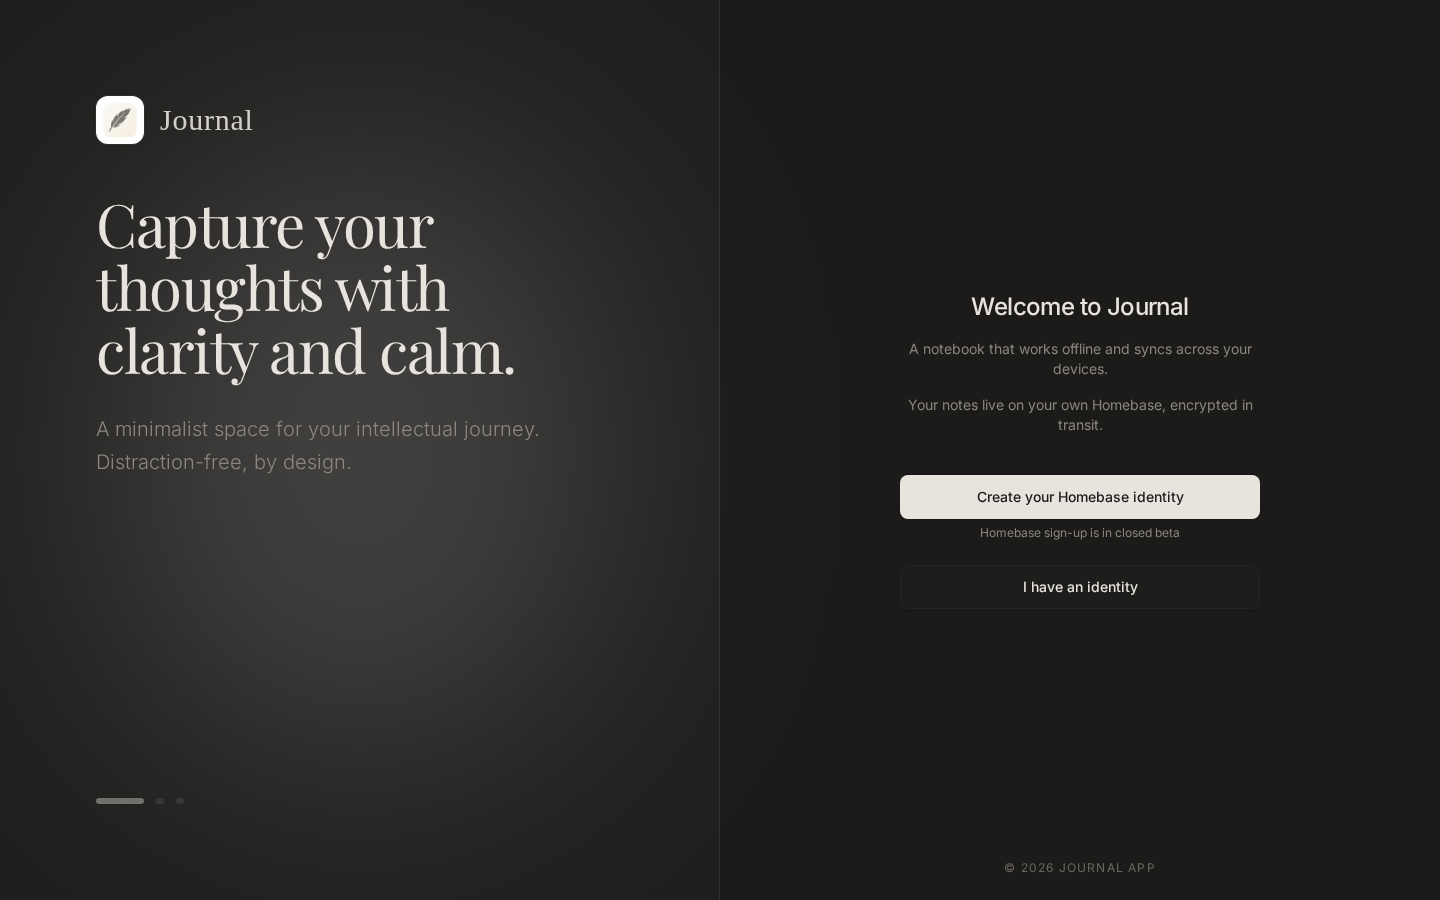 Journal
Capture your
thoughts with
clarity and calm.
A minimalist space for your intellectual journey.
Distraction-free, by design.
Welcome to Journal
A notebook that works offline and syncs across your
devices.
Your notes live on your own Homebase, encrypted in
transit.
Create your Homebase identity
Homebase sign-up is in closed beta
I have an identity
© 2026 JOURNAL APP